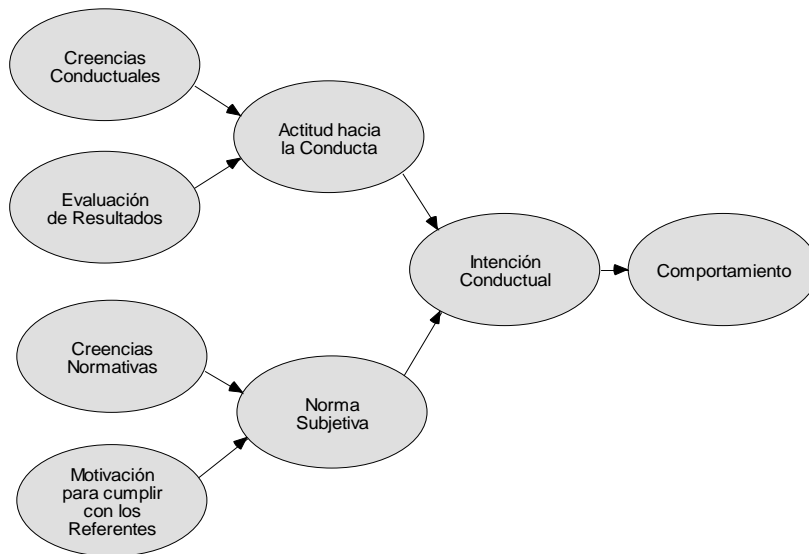 Creencias
Conductuales
Actitud hacia
la Conducta
Evaluación
de Resultados
Intención
Conductual
Comportamiento
Creencias
Normativas
Norma
Subjetiva
Motivación
para cumplir
con los
Referentes